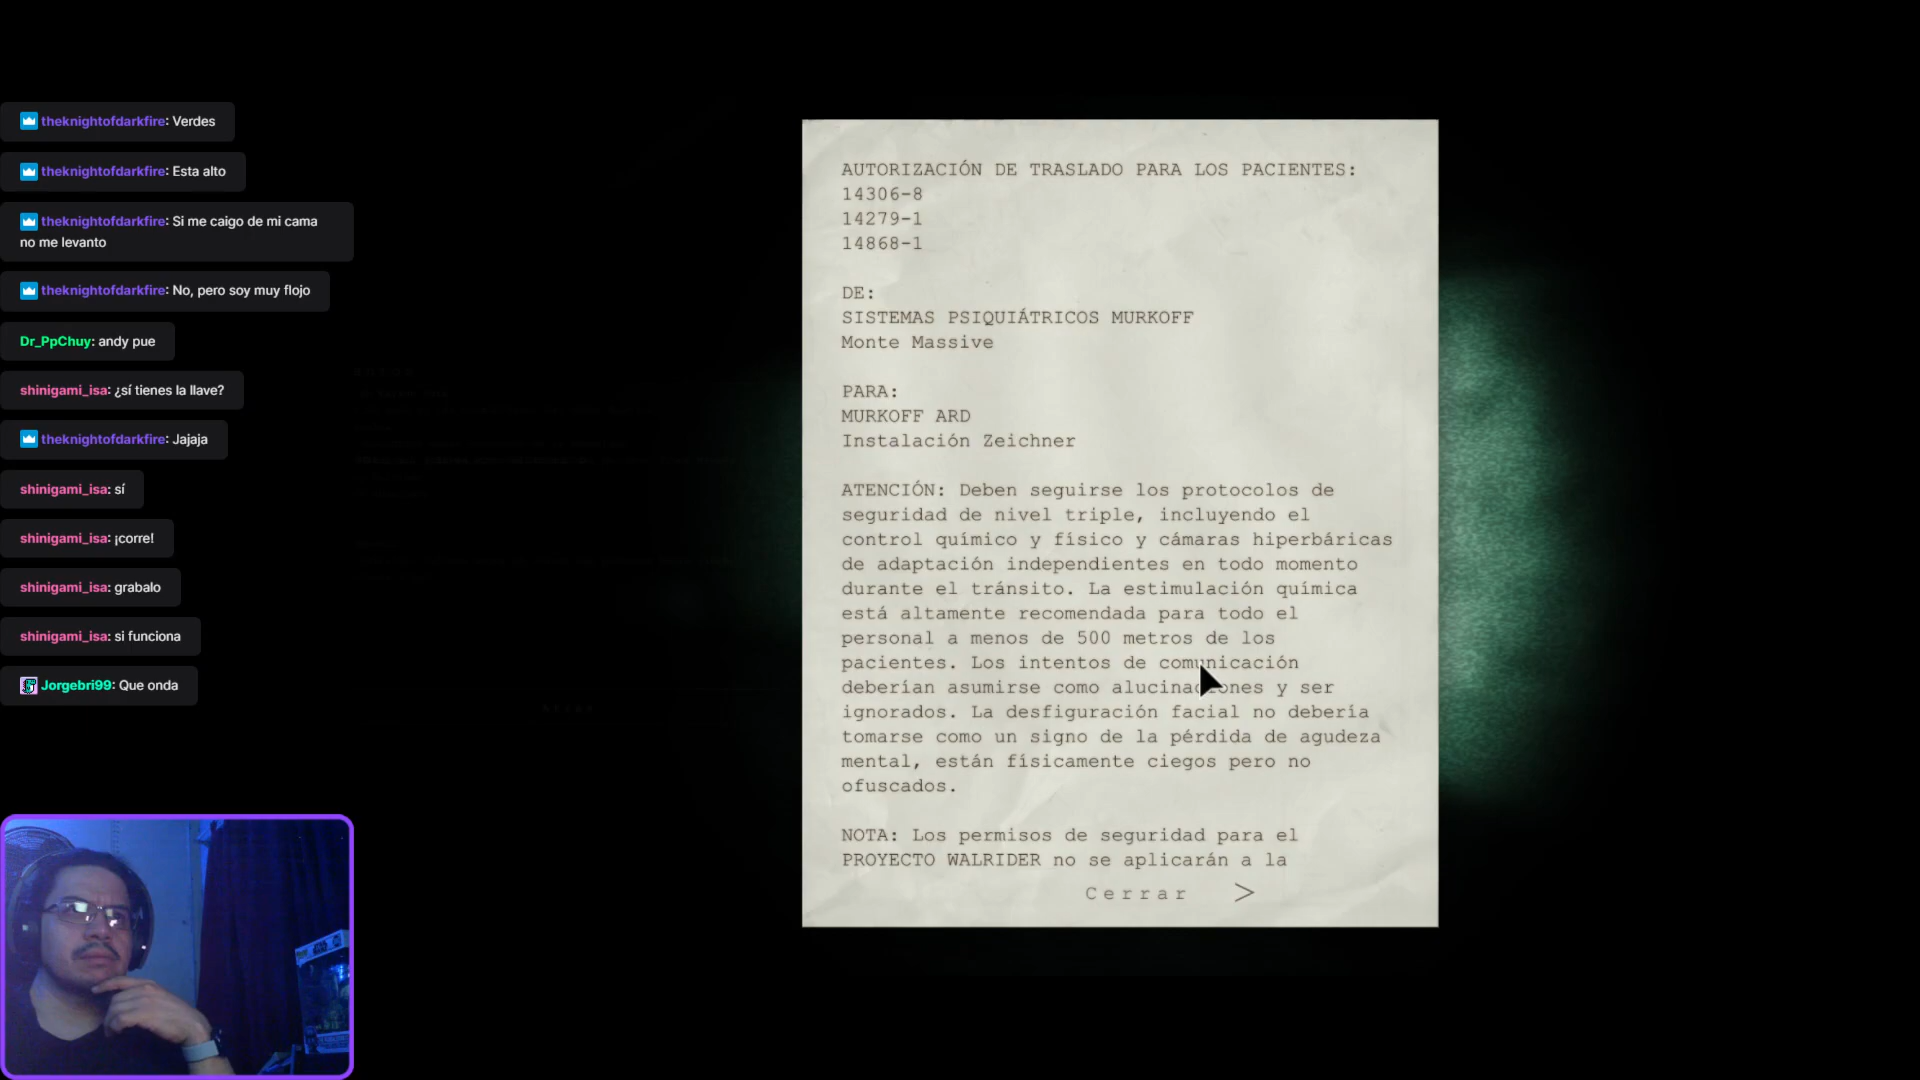 theknightofdarkfire: Verdes
theknightofdarkfire: Esta alto
theknightofdarkfire: Si me caigo de mi cama
no me levanto
theknightofdarkfire: No, pero soy muy flojo
Dr_PpChuy: andy pue
shinigami_isa: ¿sí tienes la llave?
theknightofdarkfire: Jajaja
shinigami_isa: sí
shinigami_isa: ¡corre!
shinigami_isa: grabalo
shinigami_isa: si funciona
Jorgebri99: Que onda
AUTORIZACIÓN DE TRASLADO PARA LOS PACIENTES:
14306-8
14279-1
14868-1
DE:
SISTEMAS PSIQUIÁTRICOS MURKOFF
Monte Massive
PARA:
MURKOFF ARD
Instalación Zeichner
ATENCIÓN: Deben seguirse los protocolos de
seguridad de nivel triple, incluyendo el
control químico y físico y cámaras hiperbáricas
de adaptación independientes en todo momento
durante el tránsito. La estimulación química
está altamente recomendada para todo el
personal a menos de 500 metros de los
pacientes. Los intentos de comunicación
deberían asumirse como alucinaciones y ser
ignorados. La desfiguración facial no debería
tomarse como un signo de la pérdida de agudeza
mental, están físicamente ciegos pero no
ofuscados.
NOTA: Los permisos de seguridad para el
PROYECTO WALRIDER no se aplicarán a la
Cerrar >